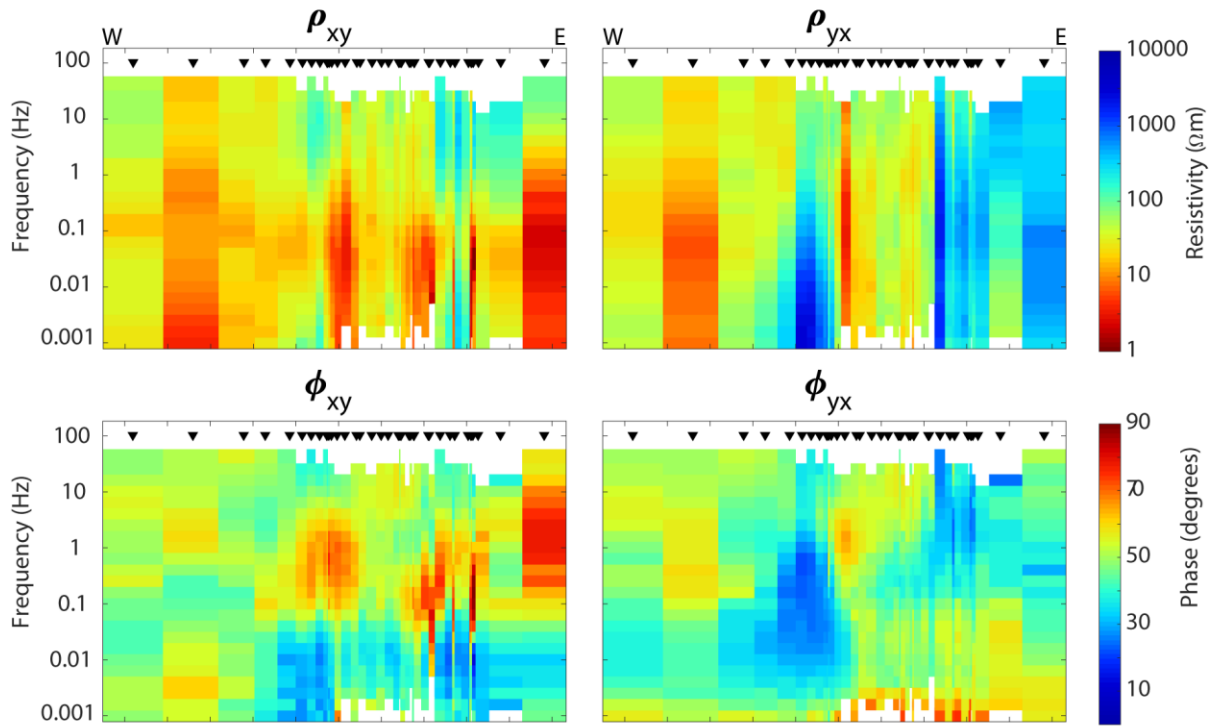 ρxy
ρyx
W E W E
100
10
1
0.1
0.01
0.001
Frequency (Hz)
10000
1000
100
10
1
Resistivity (Ωm)
ϕxy
ϕyx
100
10
1
0.1
0.01
0.001
Frequency (Hz)
90
70
50
30
10
Phase (degrees)